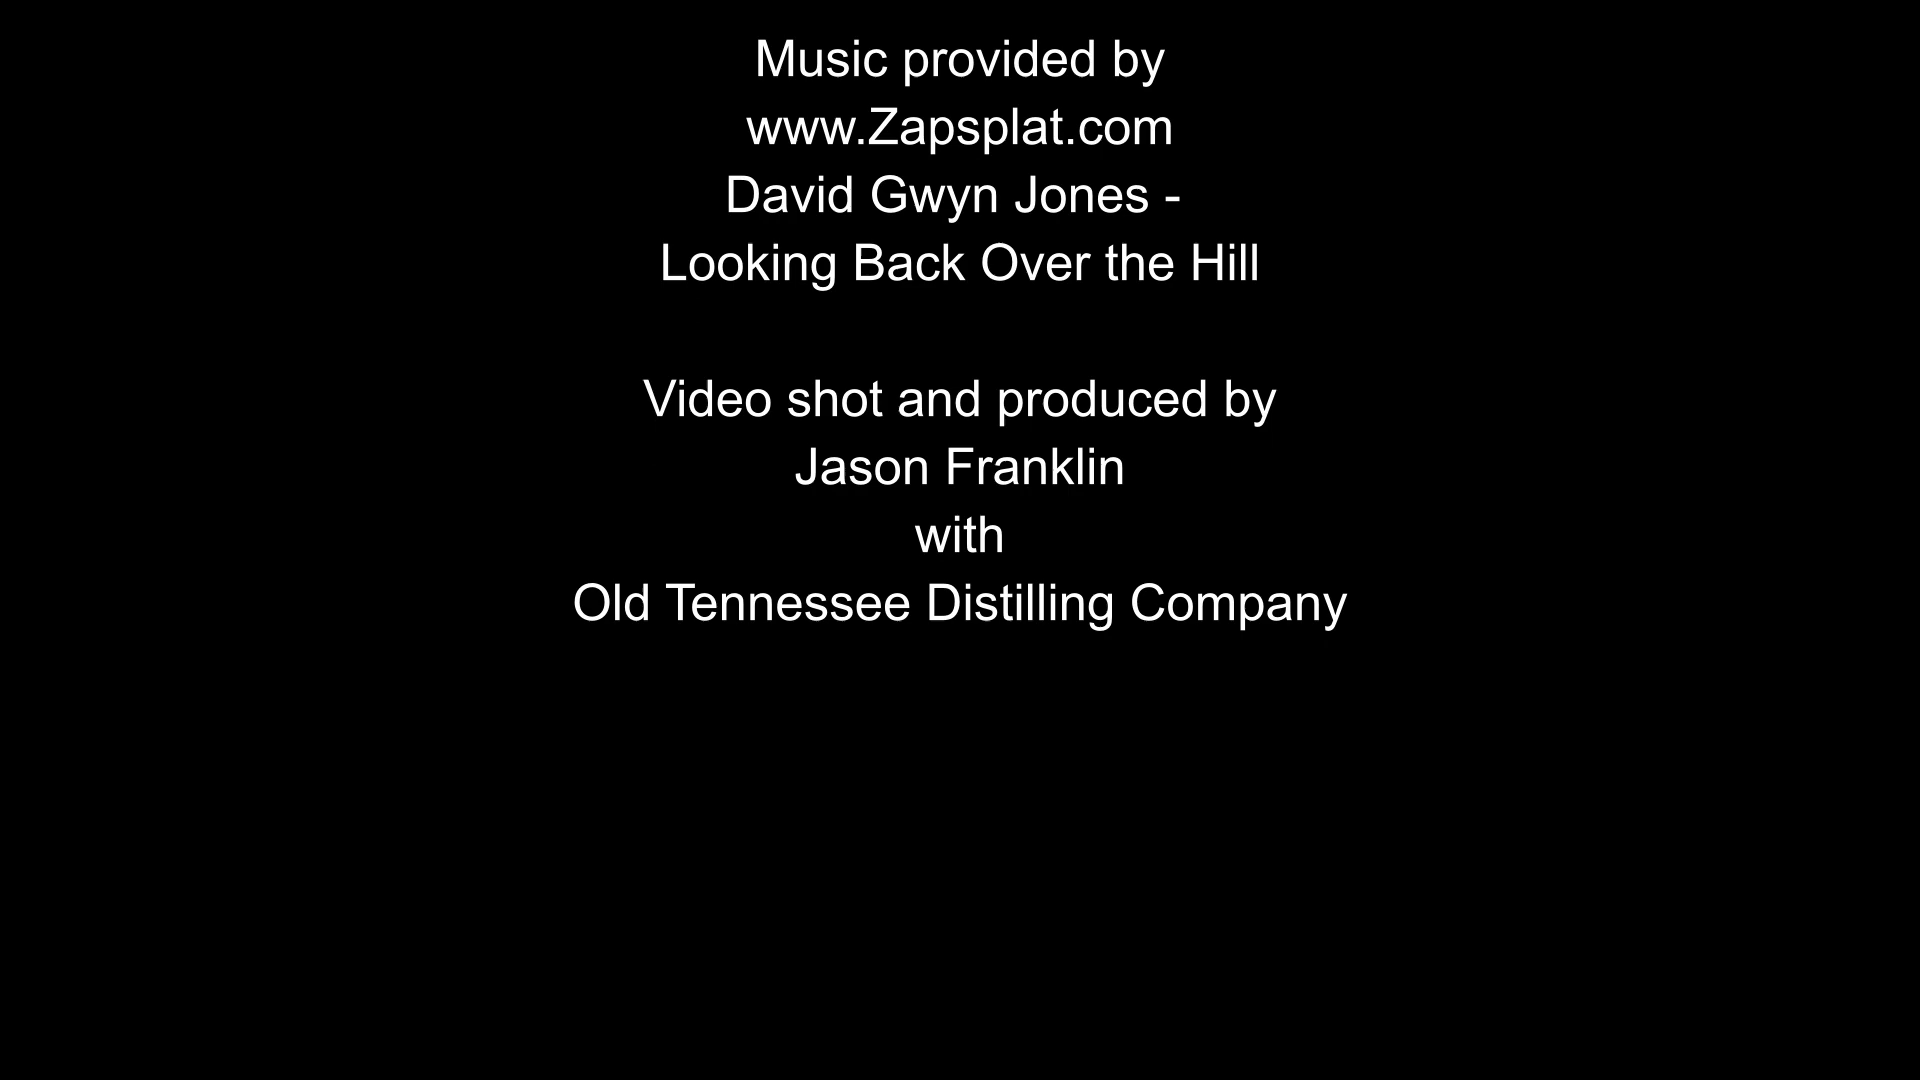 Music provided by
www.Zapsplat.com
David Gwyn Jones -
Looking Back Over the Hill
Video shot and produced by
Jason Franklin
with
Old Tennessee Distilling Company